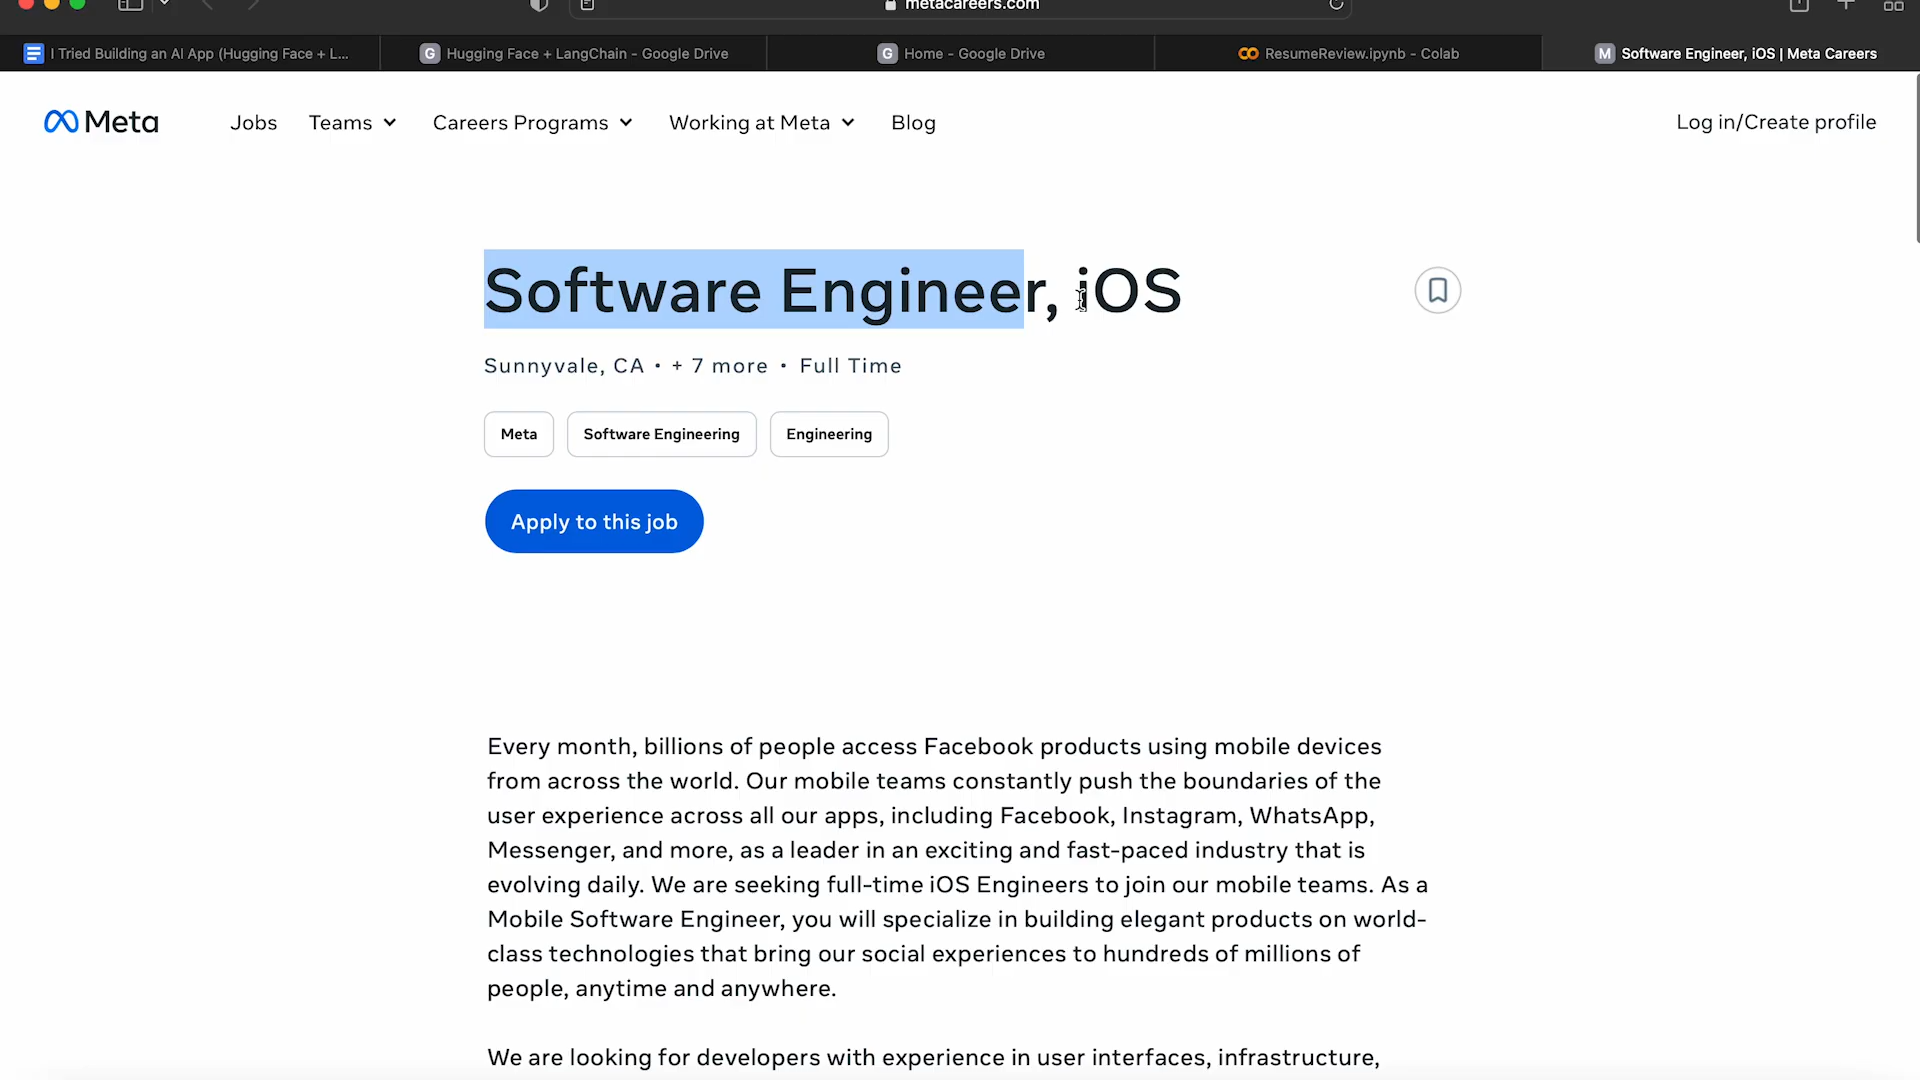 metacareers.com
I Tried Building an AI App (Hugging Face + L...
G Hugging Face + LangChain - Google Drive
G Home - Google Drive
ResumeReview.ipynb - Colab
M Software Engineer, iOS | Meta Careers
Meta
Jobs
Teams
Careers Programs
Working at Meta
Blog
Log in/Create profile
Software Engineer, iOS
Sunnyvale, CA • + 7 more • Full Time
Meta
Software Engineering
Engineering
Apply to this job
Every month, billions of people access Facebook products using mobile devices
from across the world. Our mobile teams constantly push the boundaries of the
user experience across all our apps, including Facebook, Instagram, WhatsApp,
Messenger, and more, as a leader in an exciting and fast-paced industry that is
evolving daily. We are seeking full-time iOS Engineers to join our mobile teams. As a
Mobile Software Engineer, you will specialize in building elegant products on world-
class technologies that bring our social experiences to hundreds of millions of
people, anytime and anywhere.
We are looking for developers with experience in user interfaces, infrastructure,